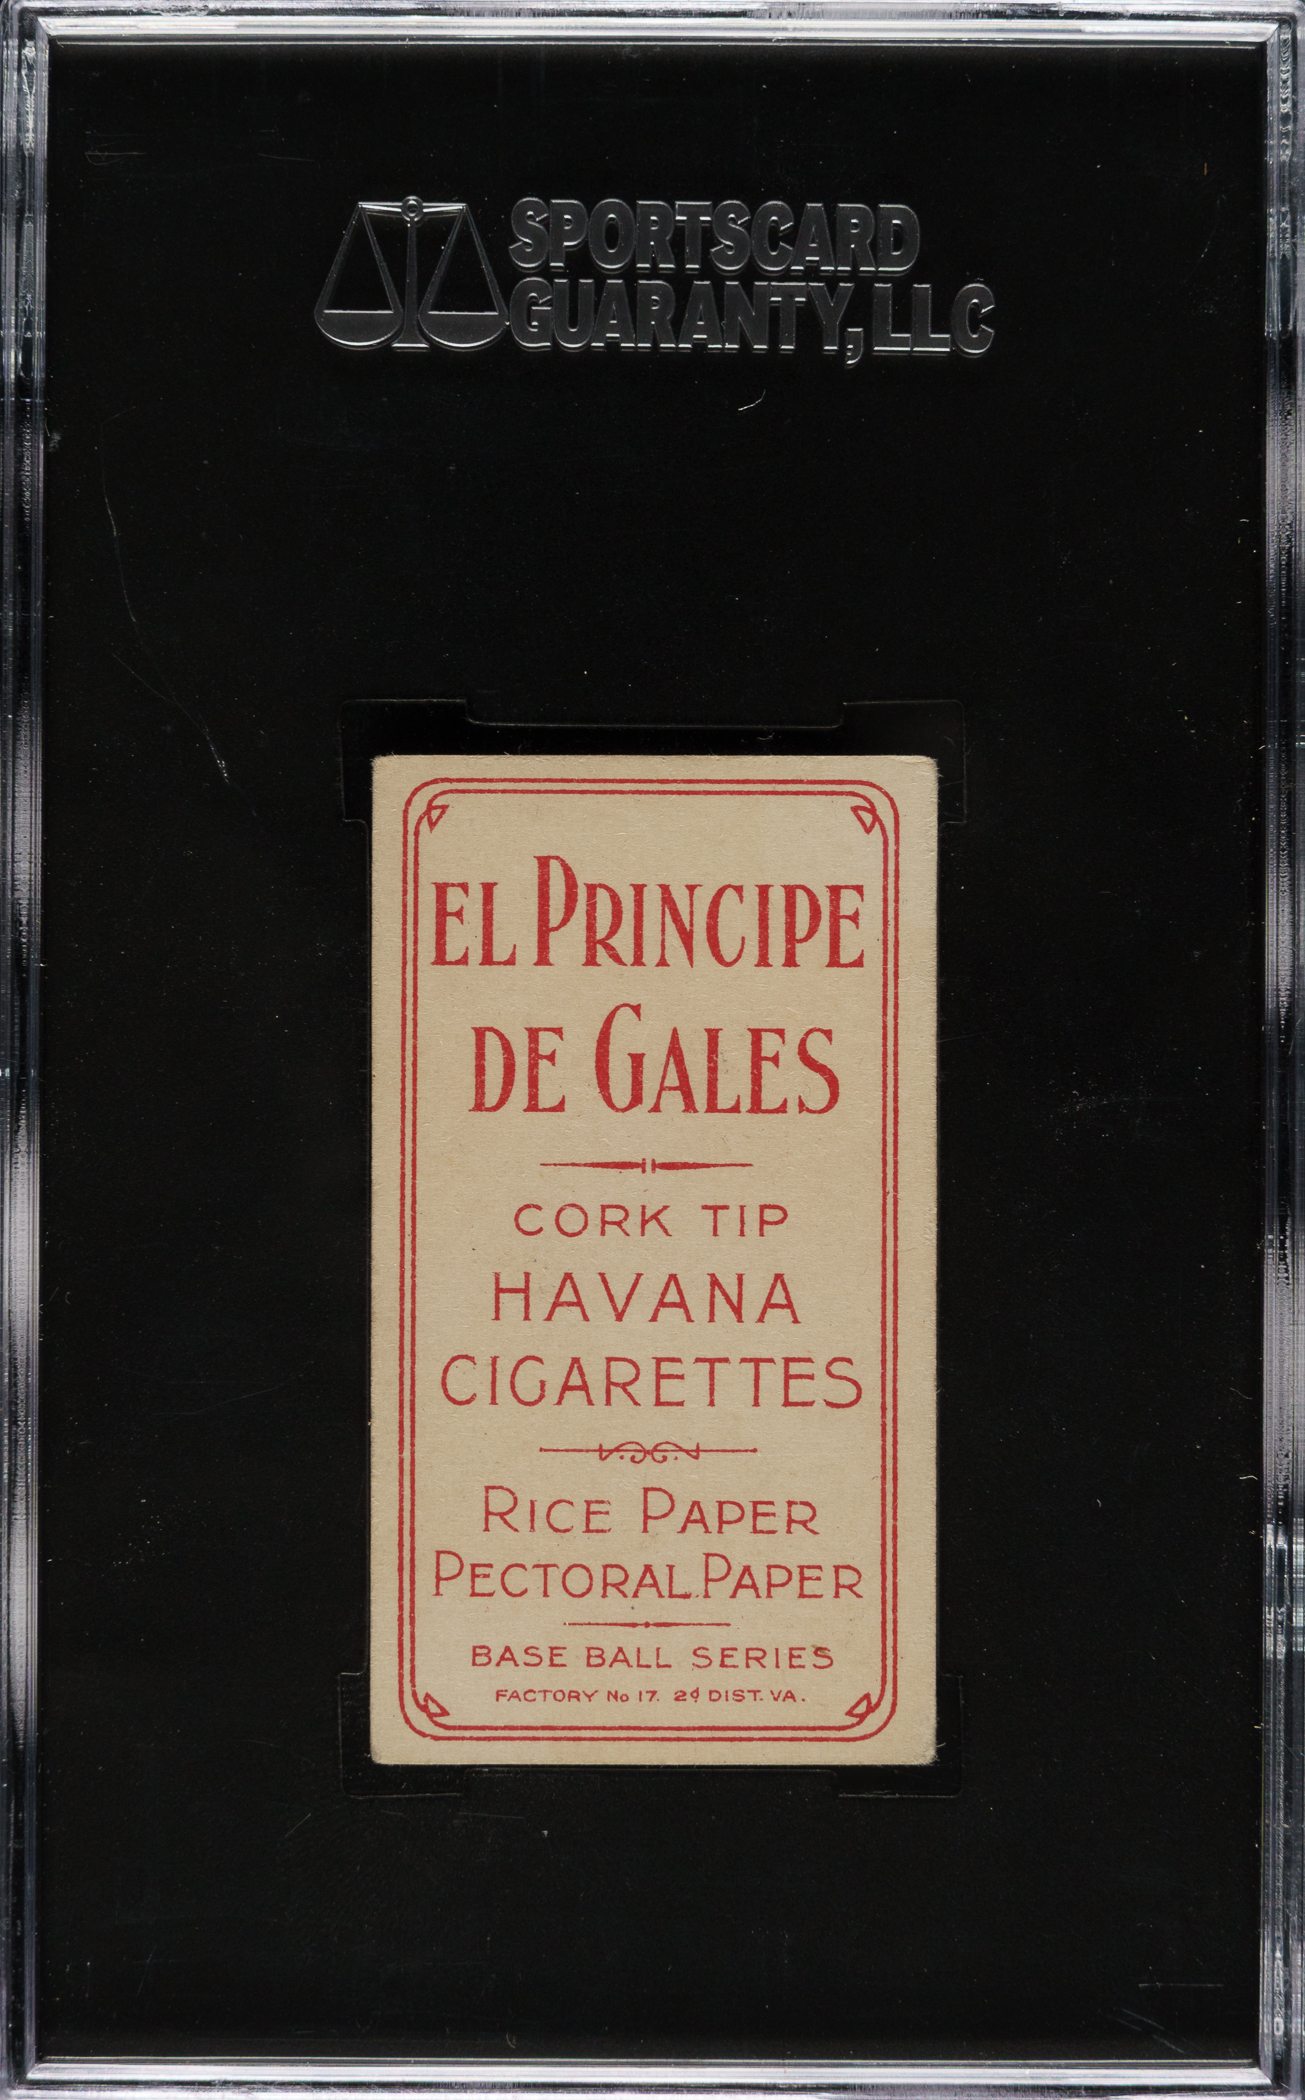 SPORTSCARD
GUARANTY, LLC
EL PRINCIPE
DE GALES
CORK TIP
HAVANA
CIGARETTES
RICE PAPER
PECTORAL PAPER
BASE BALL SERIES
FACTORY No 17. 2d DIST. VA.